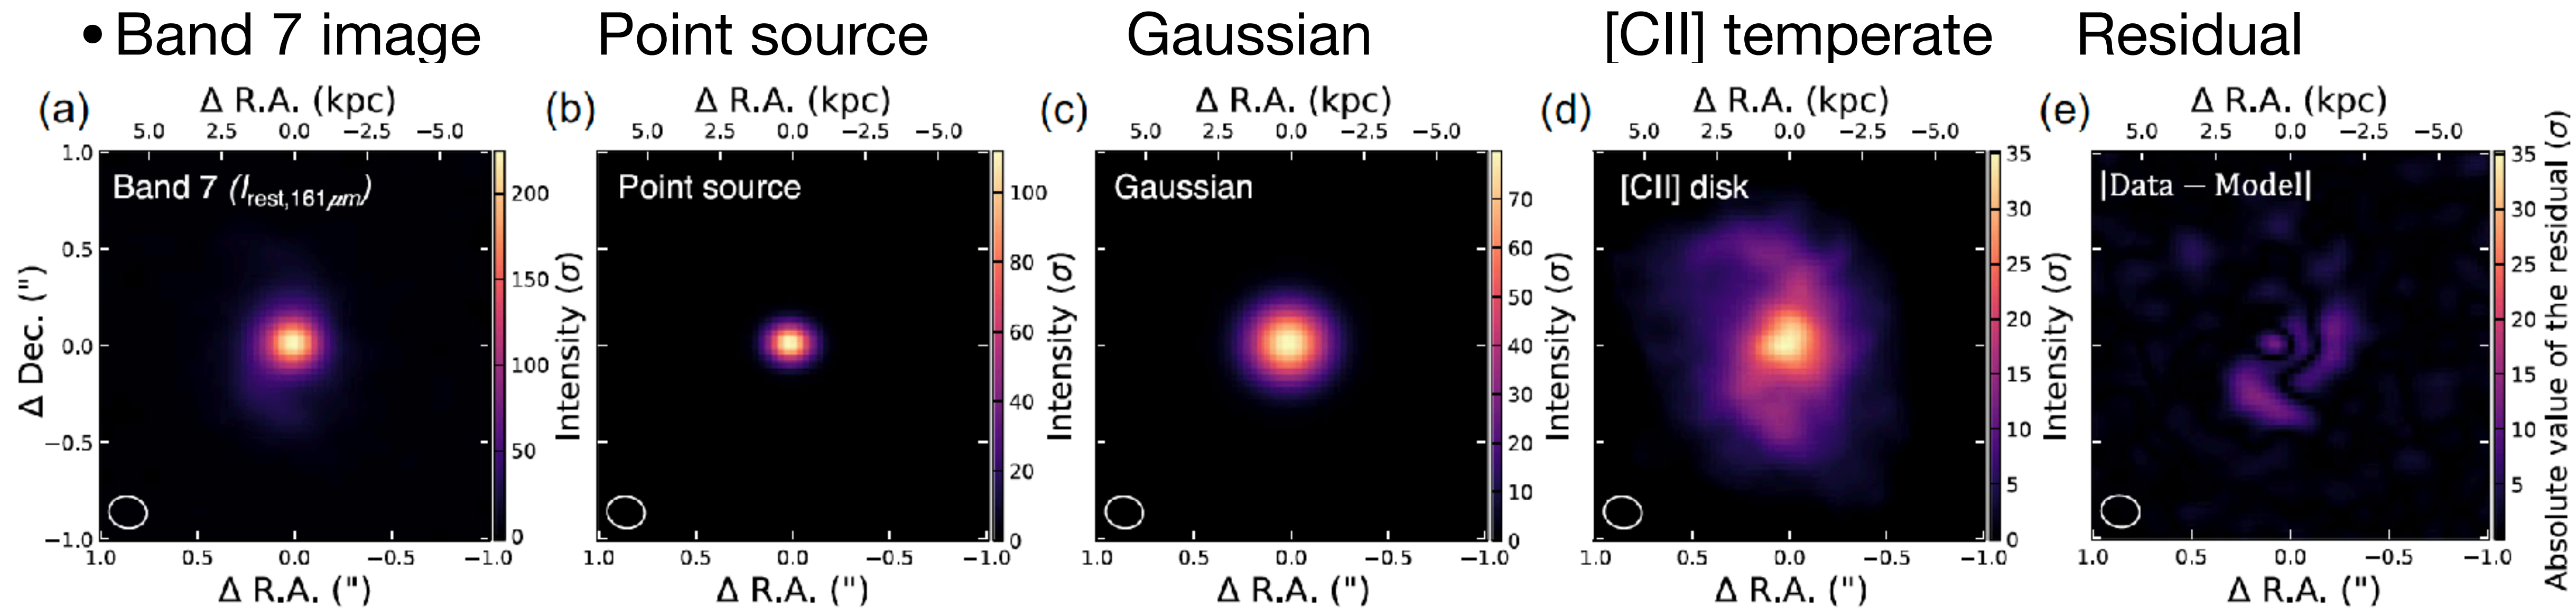 • Band 7 image Point source Gaussian [CII] temperate Residual
(a) Δ R.A. (kpc) (b) Δ R.A. (kpc) (c) Δ R.A. (kpc) (d) Δ R.A. (kpc) (e) Δ R.A. (kpc)
5.0 2.5 0.0 −2.5 −5.0 5.0 2.5 0.0 −2.5 −5.0 5.0 2.5 0.0 −2.5 −5.0 5.0 2.5 0.0 −2.5 −5.0 5.0 2.5 0.0 −2.5 −5.0
Band 7 (I_rest,161 μm)
Point source
Gaussian
[CII] disk
|Data − Model|
1.0
0.5
0.0
−0.5
−1.0
Δ Dec. (")
200
150
100
50
0
Intensity (σ)
100
80
60
40
20
0
Intensity (σ)
70
60
50
40
30
20
10
0
Intensity (σ)
35
30
25
20
15
10
5
0
Intensity (σ)
35
30
25
20
15
10
5
Absolute value of the residual (σ)
1.0 0.5 0.0 −0.5 −1.0 1.0 0.5 0.0 −0.5 −1.0 1.0 0.5 0.0 −0.5 −1.0 1.0 0.5 0.0 −0.5 −1.0 1.0 0.5 0.0 −0.5 −1.0
Δ R.A. (") Δ R.A. (") Δ R.A. (") Δ R.A. (") Δ R.A. (")